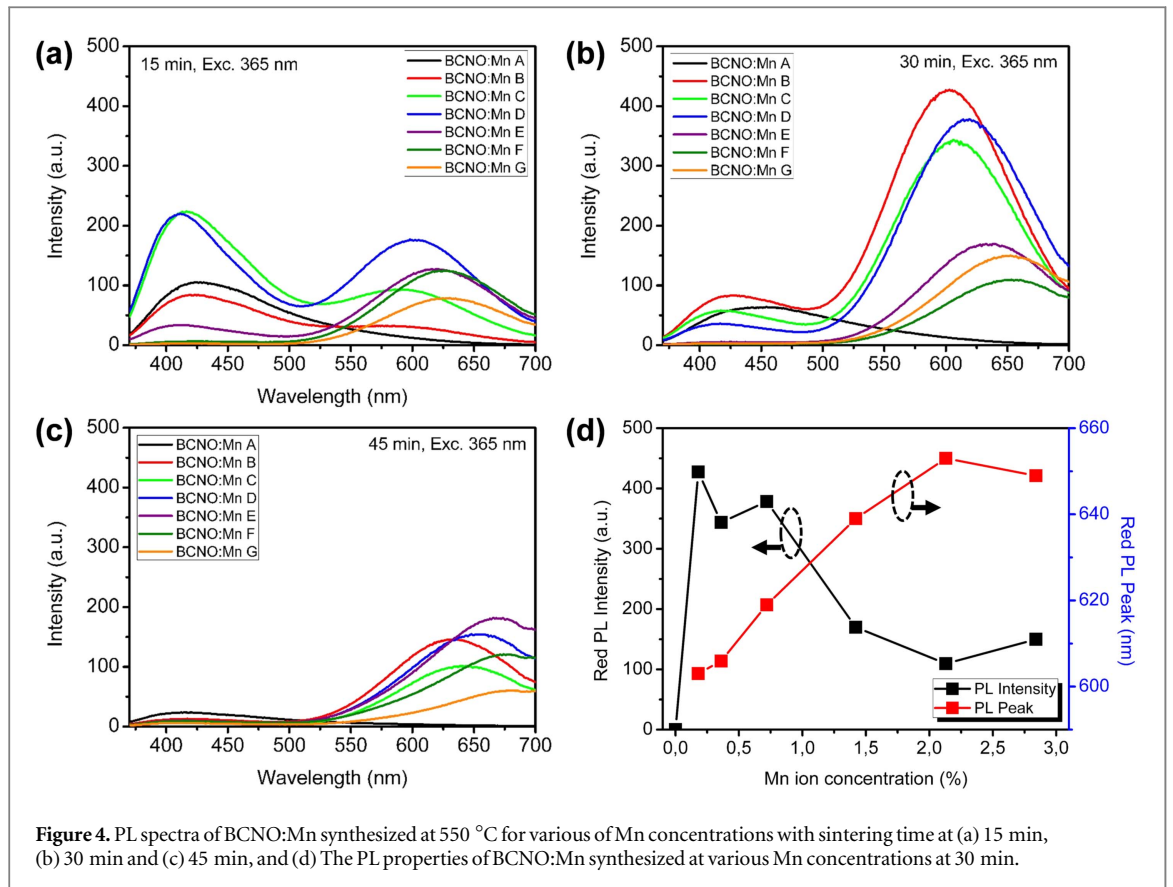 (a)
500
400
300
200
100
0
Intensity (a.u.)
15 min, Exc. 365 nm
BCNO:Mn A
BCNO:Mn B
BCNO:Mn C
BCNO:Mn D
BCNO:Mn E
BCNO:Mn F
BCNO:Mn G
400 450 500 550 600 650 700
Wavelength (nm)
(b)
500
400
300
200
100
0
Intensity (a.u.)
30 min, Exc. 365 nm
BCNO:Mn A
BCNO:Mn B
BCNO:Mn C
BCNO:Mn D
BCNO:Mn E
BCNO:Mn F
BCNO:Mn G
400 450 500 550 600 650 700
Wavelength (nm)
(c)
500
400
300
200
100
0
Intensity (a.u.)
45 min, Exc. 365 nm
BCNO:Mn A
BCNO:Mn B
BCNO:Mn C
BCNO:Mn D
BCNO:Mn E
BCNO:Mn F
BCNO:Mn G
400 450 500 550 600 650 700
Wavelength (nm)
(d)
500
400
300
200
100
0
Red PL Intensity (a.u.)
660
640
620
600
Red PL Peak (nm)
PL Intensity
PL Peak
0,0 0,5 1,0 1,5 2,0 2,5 3,0
Mn ion concentration (%)
Figure 4. PL spectra of BCNO:Mn synthesized at 550 °C for various of Mn concentrations with sintering time at (a) 15 min,
(b) 30 min and (c) 45 min, and (d) The PL properties of BCNO:Mn synthesized at various Mn concentrations at 30 min.